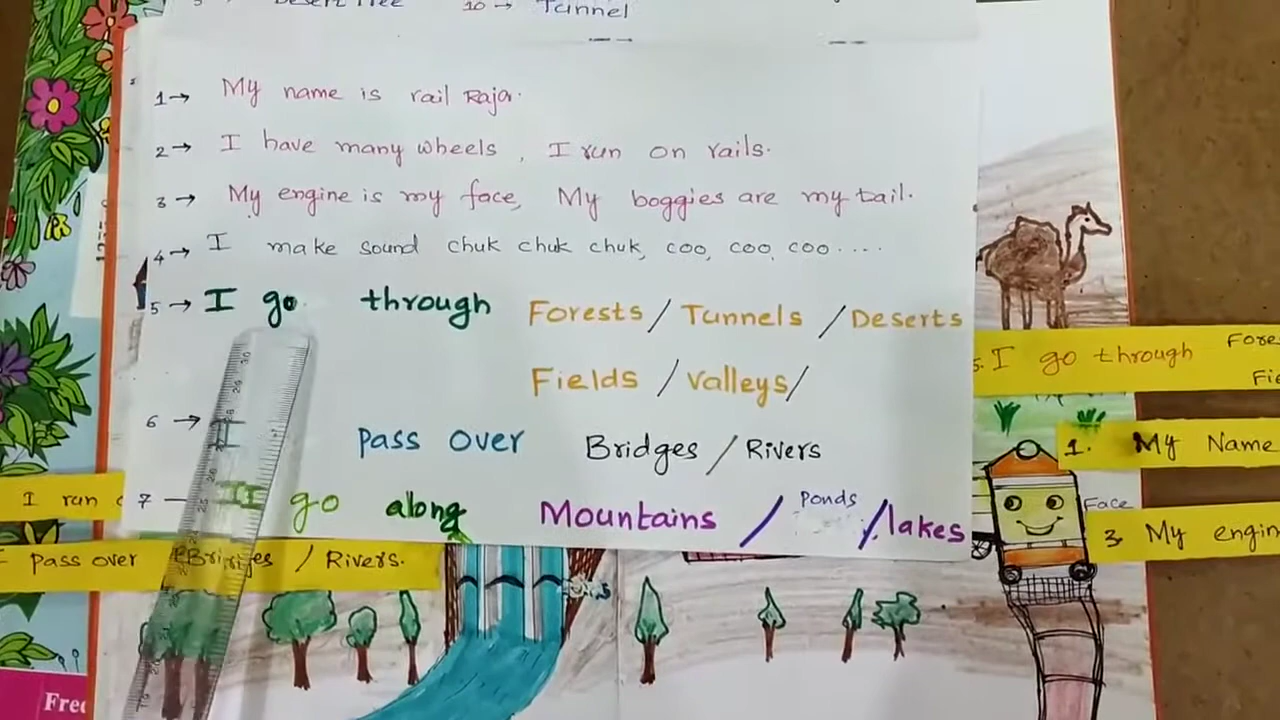 Desert Tree 10 → Tunnel
1→ My name is rail Raja.
2→ I have many wheels, I run on rails.
3→ My engine is my face, My boggies are my tail.
4→ I make sound chuk chuk chuk, coo, coo, coo....
5→ I go through Forests / Tunnels / Deserts
Fields / Valleys/
6→ I pass over Bridges / Rivers
7— I go along Mountains / Ponds / lakes
5. I go through
1. My Name
Face
3 My engin
I run
I pass over Bridges / Rivers.
Free